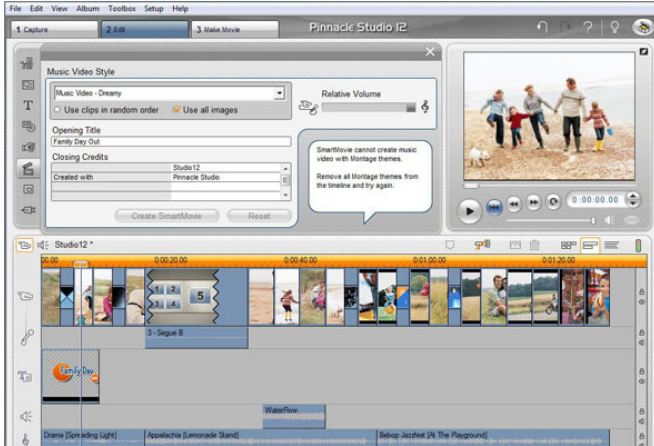 File Edit View Album Toolbox Setup Help
1 Capture 2 Edit 3 Make Movie Pinnacle Studio 12
Music Video Style
Music Video - Dreamy
Use clips in random order Use all images
Relative Volume
Opening Title
Family Day Out
Closing Credits
Studio12
Created with Pinnacle Studio
Create SmartMovie Reset
SmartMovie cannot create music
video with Montage themes.
Remove all Montage themes from
the timeline and try again.
0:00:00.00
Studio12 *
00.00 0:00:20.00 0:00:40.00 0:01:00.00 0:01:20.00
1 2
3 4
5
3 - Segue B
Family Day
WaterFlow
Drama [Spreading Light] Appalachia [Lemonade Stand] Bebop Jazzfest [At The Playground]